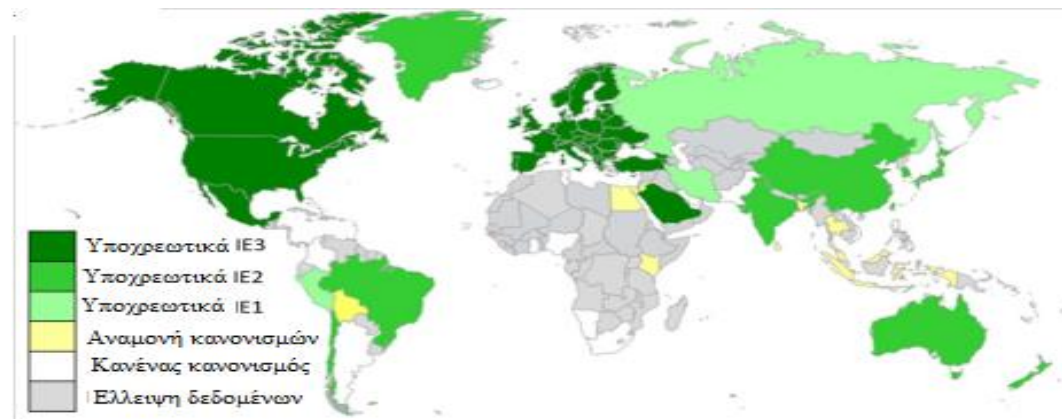 Υποχρεωτικά IE3
Υποχρεωτικά IE2
Υποχρεωτικά IE1
Αναμονή κανονισμών
Κανένας κανονισμός
Έλλειψη δεδομένων